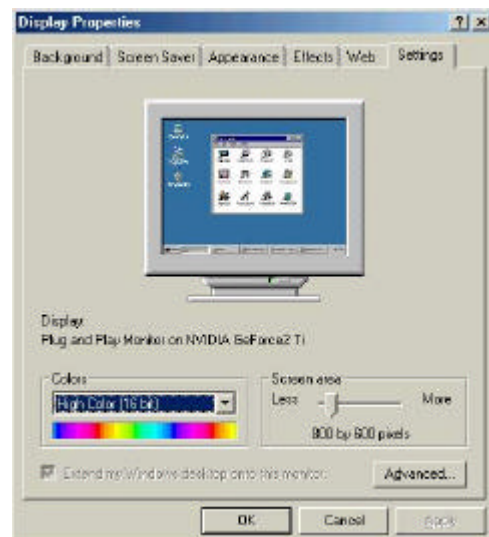 Display Properties
Background Screen Saver Appearance Effects Web Settings
Display:
Plug and Play Monitor on NVIDIA GeForce2 Ti
Colors
High Color (16 bit)
Screen area
Less More
800 by 600 pixels
Extend my Windows desktop onto this monitor.
Advanced...
OK Cancel Apply